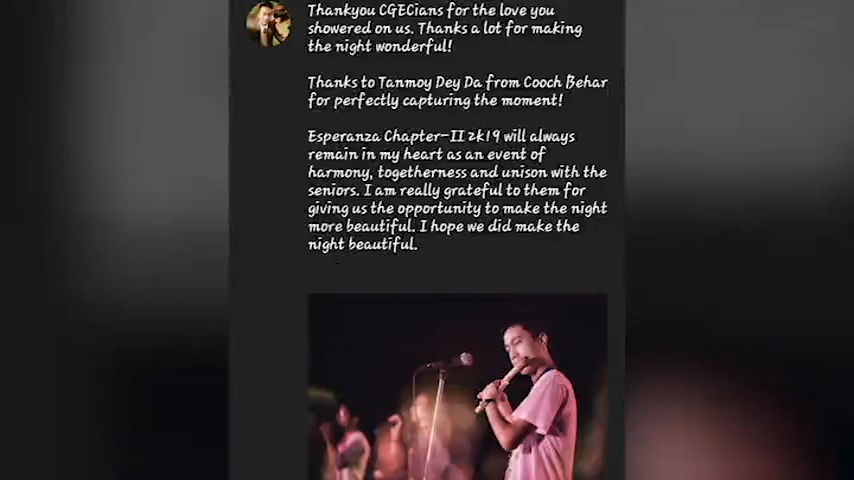 Thankyou CGECians for the love you
showered on us. Thanks a lot for making
the night wonderful!
Thanks to Tanmoy Dey Da from Cooch Behar
for perfectly capturing the moment!
Esperanza Chapter-II 2k19 will always
remain in my heart as an event of
harmony, togetherness and unison with the
seniors. I am really grateful to them for
giving us the opportunity to make the night
more beautiful. I hope we did make the
night beautiful.